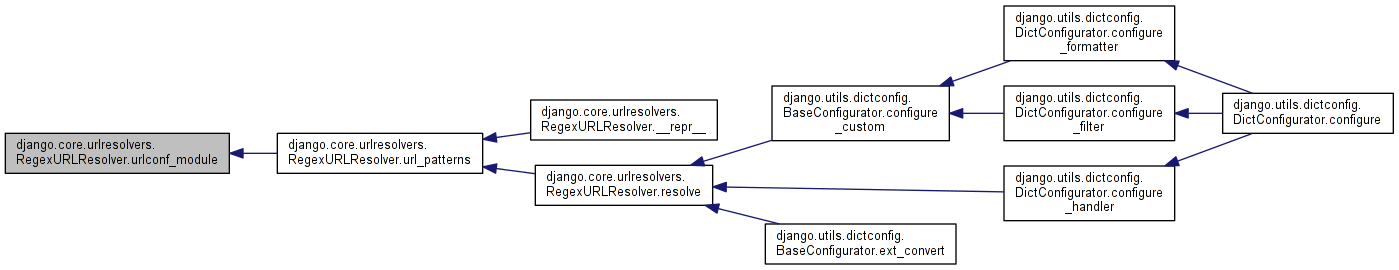 django.core.urlresolvers.
RegexURLResolver.urlconf_module
django.core.urlresolvers.
RegexURLResolver.url_patterns
django.core.urlresolvers.
RegexURLResolver.__repr__
django.core.urlresolvers.
RegexURLResolver.resolve
django.utils.dictconfig.
BaseConfigurator.configure
_custom
django.utils.dictconfig.
BaseConfigurator.ext_convert
django.utils.dictconfig.
DictConfigurator.configure
_formatter
django.utils.dictconfig.
DictConfigurator.configure
_filter
django.utils.dictconfig.
DictConfigurator.configure
_handler
django.utils.dictconfig.
DictConfigurator.configure